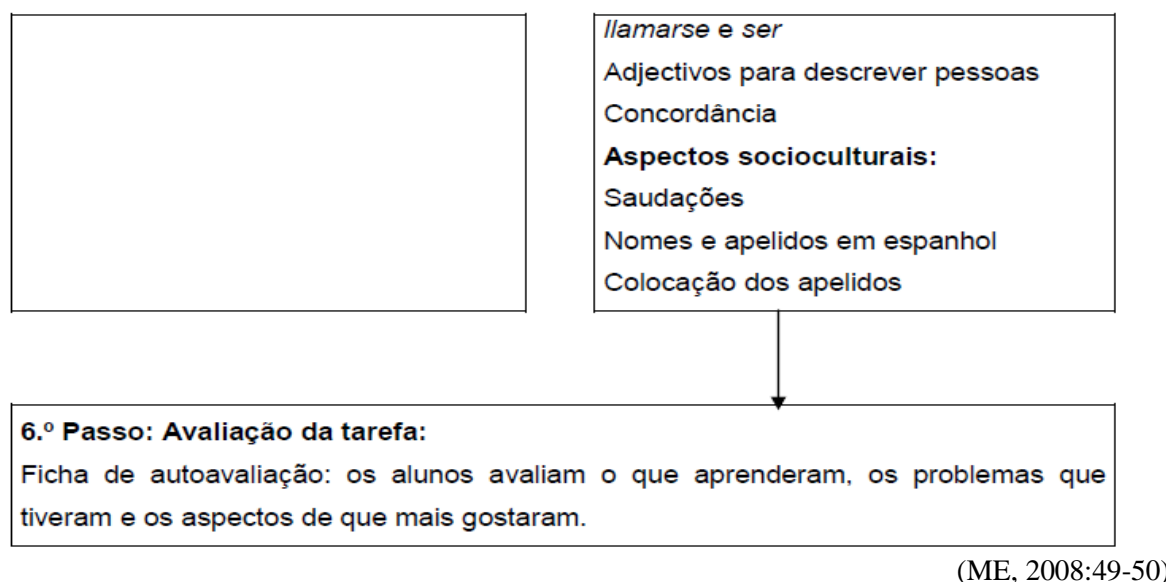 llamarse e ser
Adjectivos para descrever pessoas
Concordância
Aspectos socioculturais:
Saudações
Nomes e apelidos em espanhol
Colocação dos apelidos
6.º Passo: Avaliação da tarefa:
Ficha de autoavaliação: os alunos avaliam o que aprenderam, os problemas que
tiveram e os aspectos de que mais gostaram.
(ME, 2008:49-50)